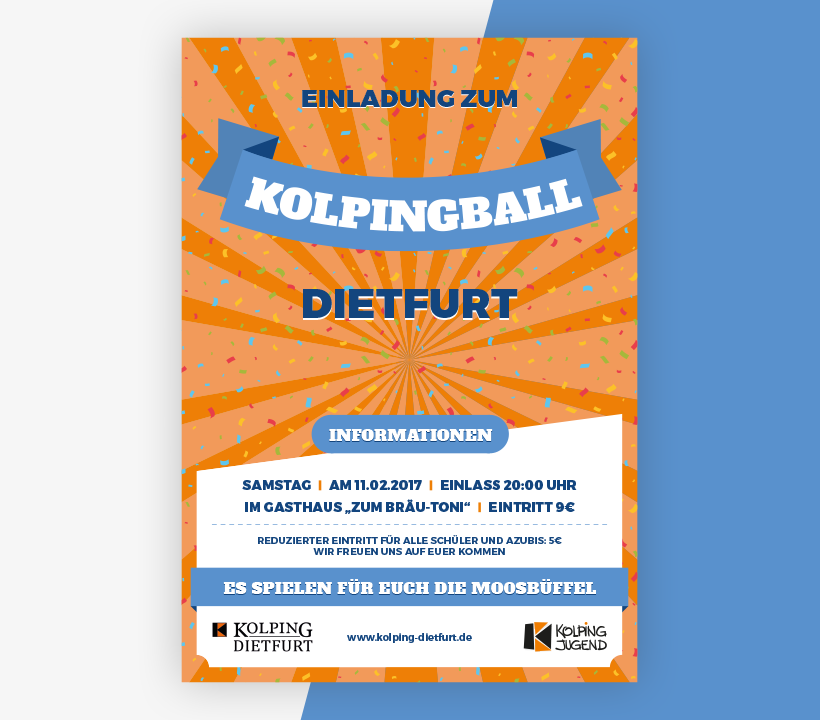 EINLADUNG ZUM
KOLPINGBALL
DIETFURT
INFORMATIONEN
SAMSTAG I AM 11.02.2017 I EINLASS 20:00 UHR
IM GASTHAUS „ZUM BRÄU-TONI“ I EINTRITT 9€
REDUZIERTER EINTRITT FÜR ALLE SCHÜLER UND AZUBIS: 5€
WIR FREUEN UNS AUF EUER KOMMEN
ES SPIELEN FÜR EUCH DIE MOOSBÜFFEL
KOLPING
DIETFURT
www.kolping-dietfurt.de
KOLPING
JUGEND